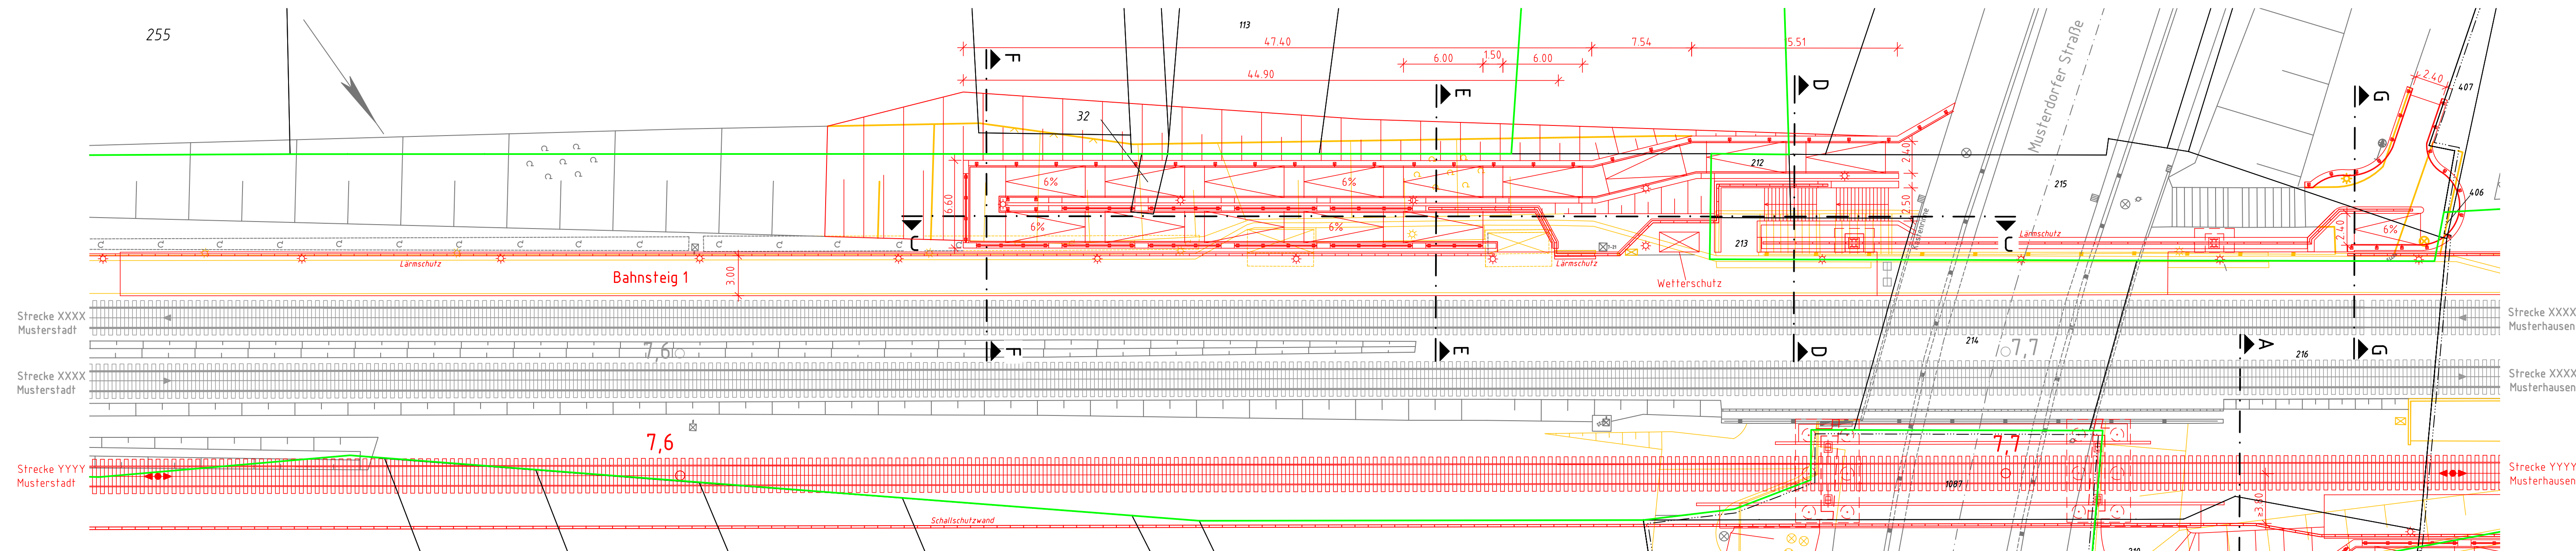 255
113
47.40
7.54
5.51
6.00
1.50
6.00
44.90
F
E
D
G
2.40
407
Musterdorfer Straße
32
212
2.40
215
6%
6%
406
6.60
2.50
6%
6%
2.40
6%
C
C
213
Lärmschutz
Lärmschutz
Lärmschutz
Bahnsteig 1
3.00
Wetterschutz
Strecke XXXX
Musterstadt
Strecke XXXX
Musterhausen
7,6
F
E
D
214
7,7
A
216
G
Strecke XXXX
Musterstadt
Strecke XXXX
Musterhausen
7,6
7,7
Strecke YYYY
Musterstadt
Strecke YYYY
Musterhausen
1087
≥3.80
Schallschutzwand